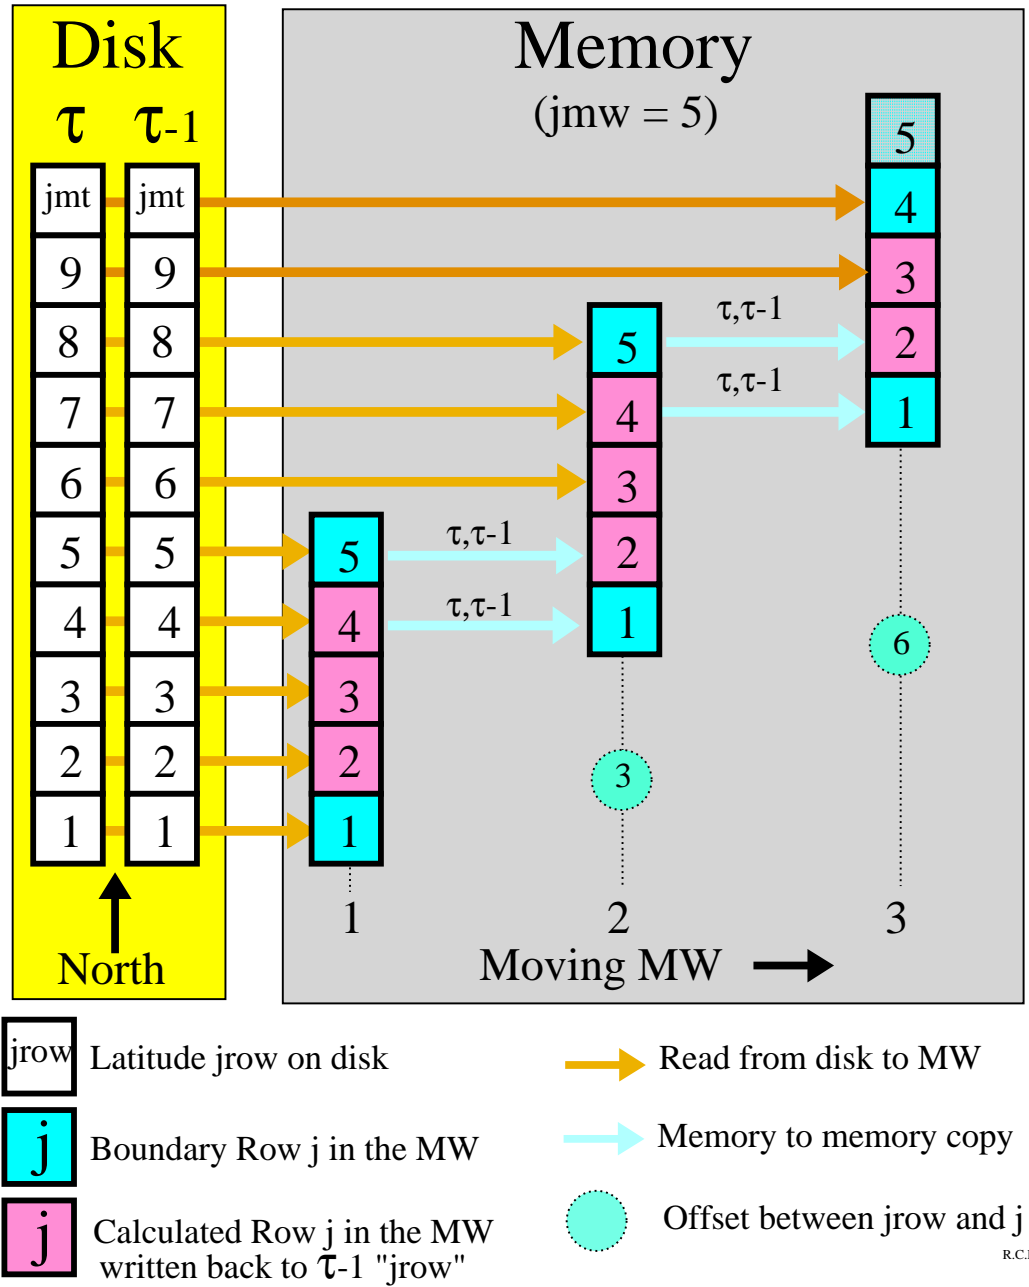 Disk
τ τ-1
Memory
(jmw = 5)
jmt jmt
9 9
8 8
7 7
6 6
5 5
4 4
3 3
2 2
1 1
North
5
4
3
2
1
1
τ,τ-1
τ,τ-1
5
4
3
2
1
3
2
τ,τ-1
τ,τ-1
5
4
3
2
1
6
3
Moving MW
jrow Latitude jrow on disk
j Boundary Row j in the MW
j Calculated Row j in the MW
written back to τ-1 "jrow"
Read from disk to MW
Memory to memory copy
Offset between jrow and j